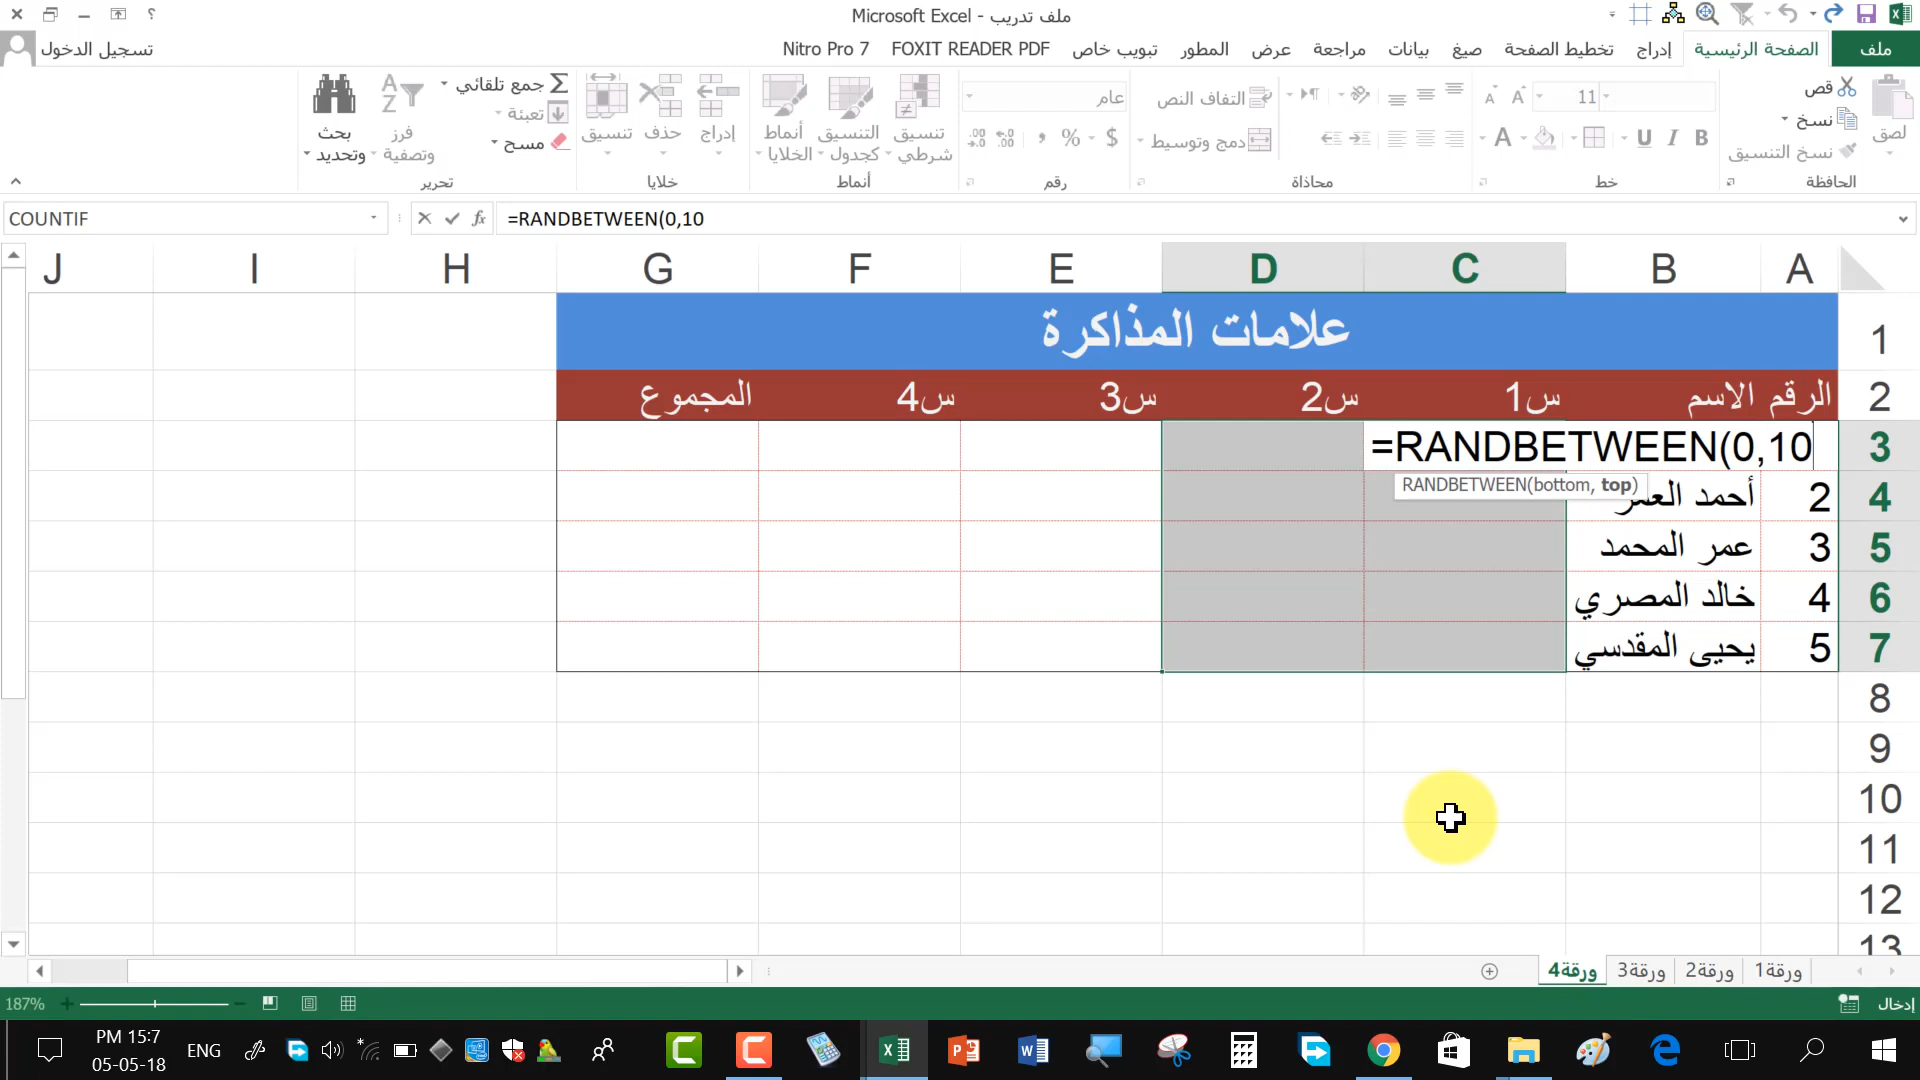 ملف تدريب - Microsoft Excel
?
ملف
الصفحة الرئيسية
إدراج
تخطيط الصفحة
صيغ
بيانات
مراجعة
عرض
المطور
تبويب خاص
FOXIT READER PDF
Nitro Pro 7
تسجيل الدخول
لصق
قص
نسخ
نسخ التنسيق
الحافظة
11
A A
B I U A
خط
التفاف النص
دمج وتوسيط
محاذاة
عام
$ % ,
رقم
تنسيق شرطي
التنسيق كجدول
أنماط الخلايا
أنماط
إدراج
حذف
تنسيق
خلايا
جمع تلقائي
تعبئة
مسح
فرز وتصفية
بحث وتحديد
تحرير
COUNTIF
fx
=RANDBETWEEN(0,10
A B C D E F G H I J
1
علامات المذاكرة
2
الرقم الاسم س1 س2 س3 س4 المجموع
3
=RANDBETWEEN(0,10
RANDBETWEEN(bottom, top)
4
2 أحمد العمر
5
3 عمر المحمد
6
4 خالد المصري
7
5 يحيى المقدسي
8
9
10
11
12
13
ورقة1
ورقة2
ورقة3
ورقة4
إدخال
187%
PM 15:7
05-05-18
ENG